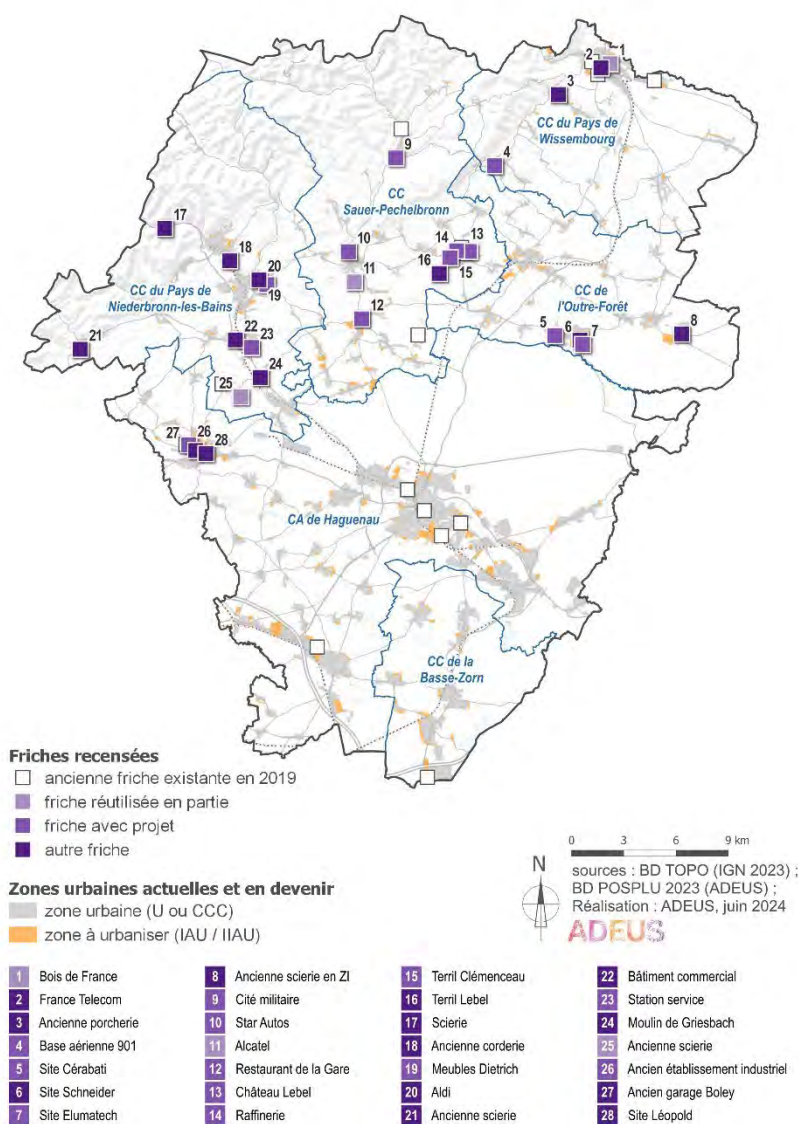 1
2
3
CC du Pays de
Wissembourg
4
9
CC
Sauer-Pechelbronn
17
10
14
13
18
16
15
11
20
CC du Pays de
Niederbronn-les-Bains
19
CC de
l'Outre-Forêt
12
21
22
23
5
6
7
8
24
25
27
26
28
CA de Haguenau
CC de la
Basse-Zorn
Friches recensées
ancienne friche existante en 2019
friche réutilisée en partie
friche avec projet
autre friche
Zones urbaines actuelles et en devenir
zone urbaine (U ou CCC)
zone à urbaniser (IAU / IIAU)
0 3 6 9 km
N
sources : BD TOPO (IGN 2023) ;
BD POSPLU 2023 (ADEUS) ;
Réalisation : ADEUS, juin 2024
ADEUS
1 Bois de France
2 France Telecom
3 Ancienne porcherie
4 Base aérienne 901
5 Site Cérabati
6 Site Schneider
7 Site Elumatech
8 Ancienne scierie en ZI
9 Cité militaire
10 Star Autos
11 Alcatel
12 Restaurant de la Gare
13 Château Lebel
14 Raffinerie
15 Terril Clémenceau
16 Terril Lebel
17 Scierie
18 Ancienne corderie
19 Meubles Dietrich
20 Aldi
21 Ancienne scierie
22 Bâtiment commercial
23 Station service
24 Moulin de Griesbach
25 Ancienne scierie
26 Ancien établissement industriel
27 Ancien garage Boley
28 Site Léopold